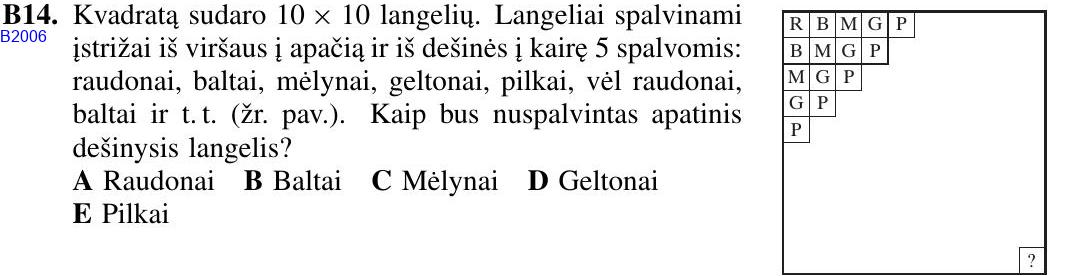 B14. Kvadratą sudaro 10 × 10 langelių. Langeliai spalvinami
B2006
įstrižai iš viršaus į apačią ir iš dešinės į kairę 5 spalvomis:
raudonai, baltai, mėlynai, geltonai, pilkai, vėl raudonai,
baltai ir t. t. (žr. pav.). Kaip bus nuspalvintas apatinis
dešinysis langelis?
A Raudonai B Baltai C Mėlynai D Geltonai
E Pilkai
R B M G P
B M G P
M G P
G P
P
?